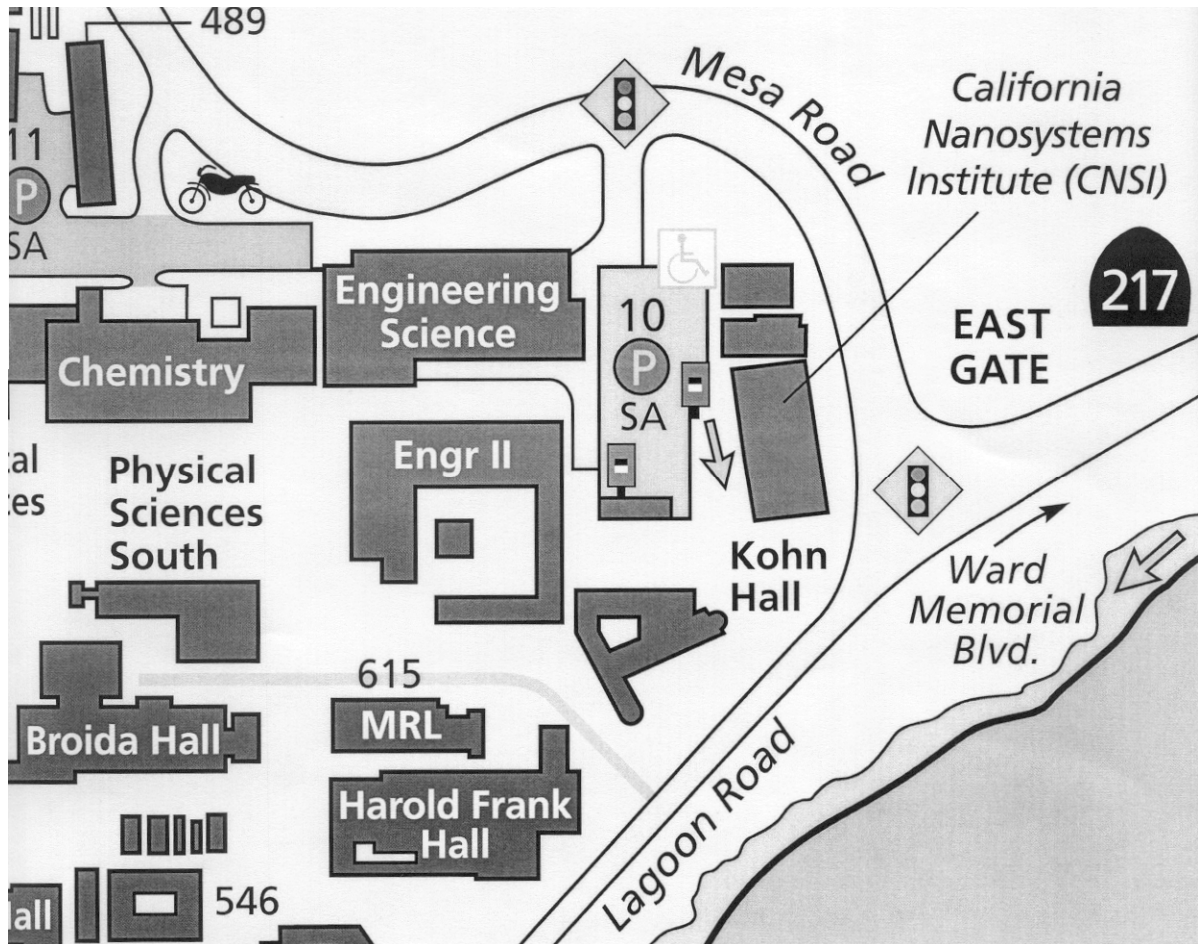 489
Mesa Road
California
Nanosystems
Institute (CNSI)
11
P
SA
217
EAST
GATE
Engineering
Science
10
P
SA
Chemistry
Engr II
Physical
Sciences
South
Kohn
Hall
Ward
Memorial
Blvd.
615
MRL
Broida Hall
Harold Frank
Hall
Lagoon Road
546